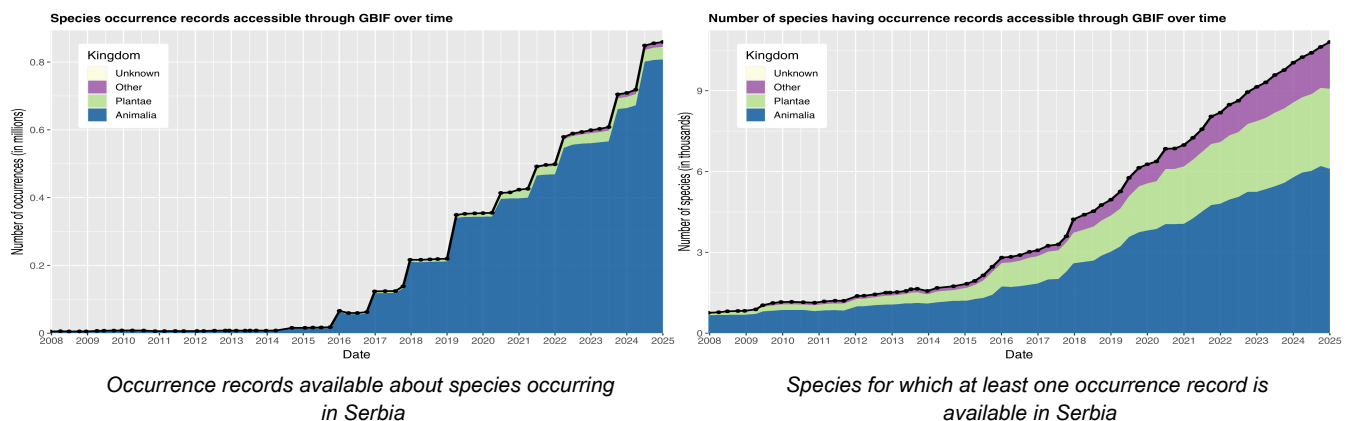 Species occurrence records accessible through GBIF over time
Number of occurrences (in millions)
0.8
0.6
0.4
0.2
0
Kingdom
Unknown
Other
Plantae
Animalia
2008 2009 2010 2011 2012 2013 2014 2015 2016 2017 2018 2019 2020 2021 2022 2023 2024 2025
Date
Occurrence records available about species occurring
in Serbia
Number of species having occurrence records accessible through GBIF over time
Number of species (in thousands)
9
6
3
0
Kingdom
Unknown
Other
Plantae
Animalia
2008 2009 2010 2011 2012 2013 2014 2015 2016 2017 2018 2019 2020 2021 2022 2023 2024 2025
Date
Species for which at least one occurrence record is
available in Serbia